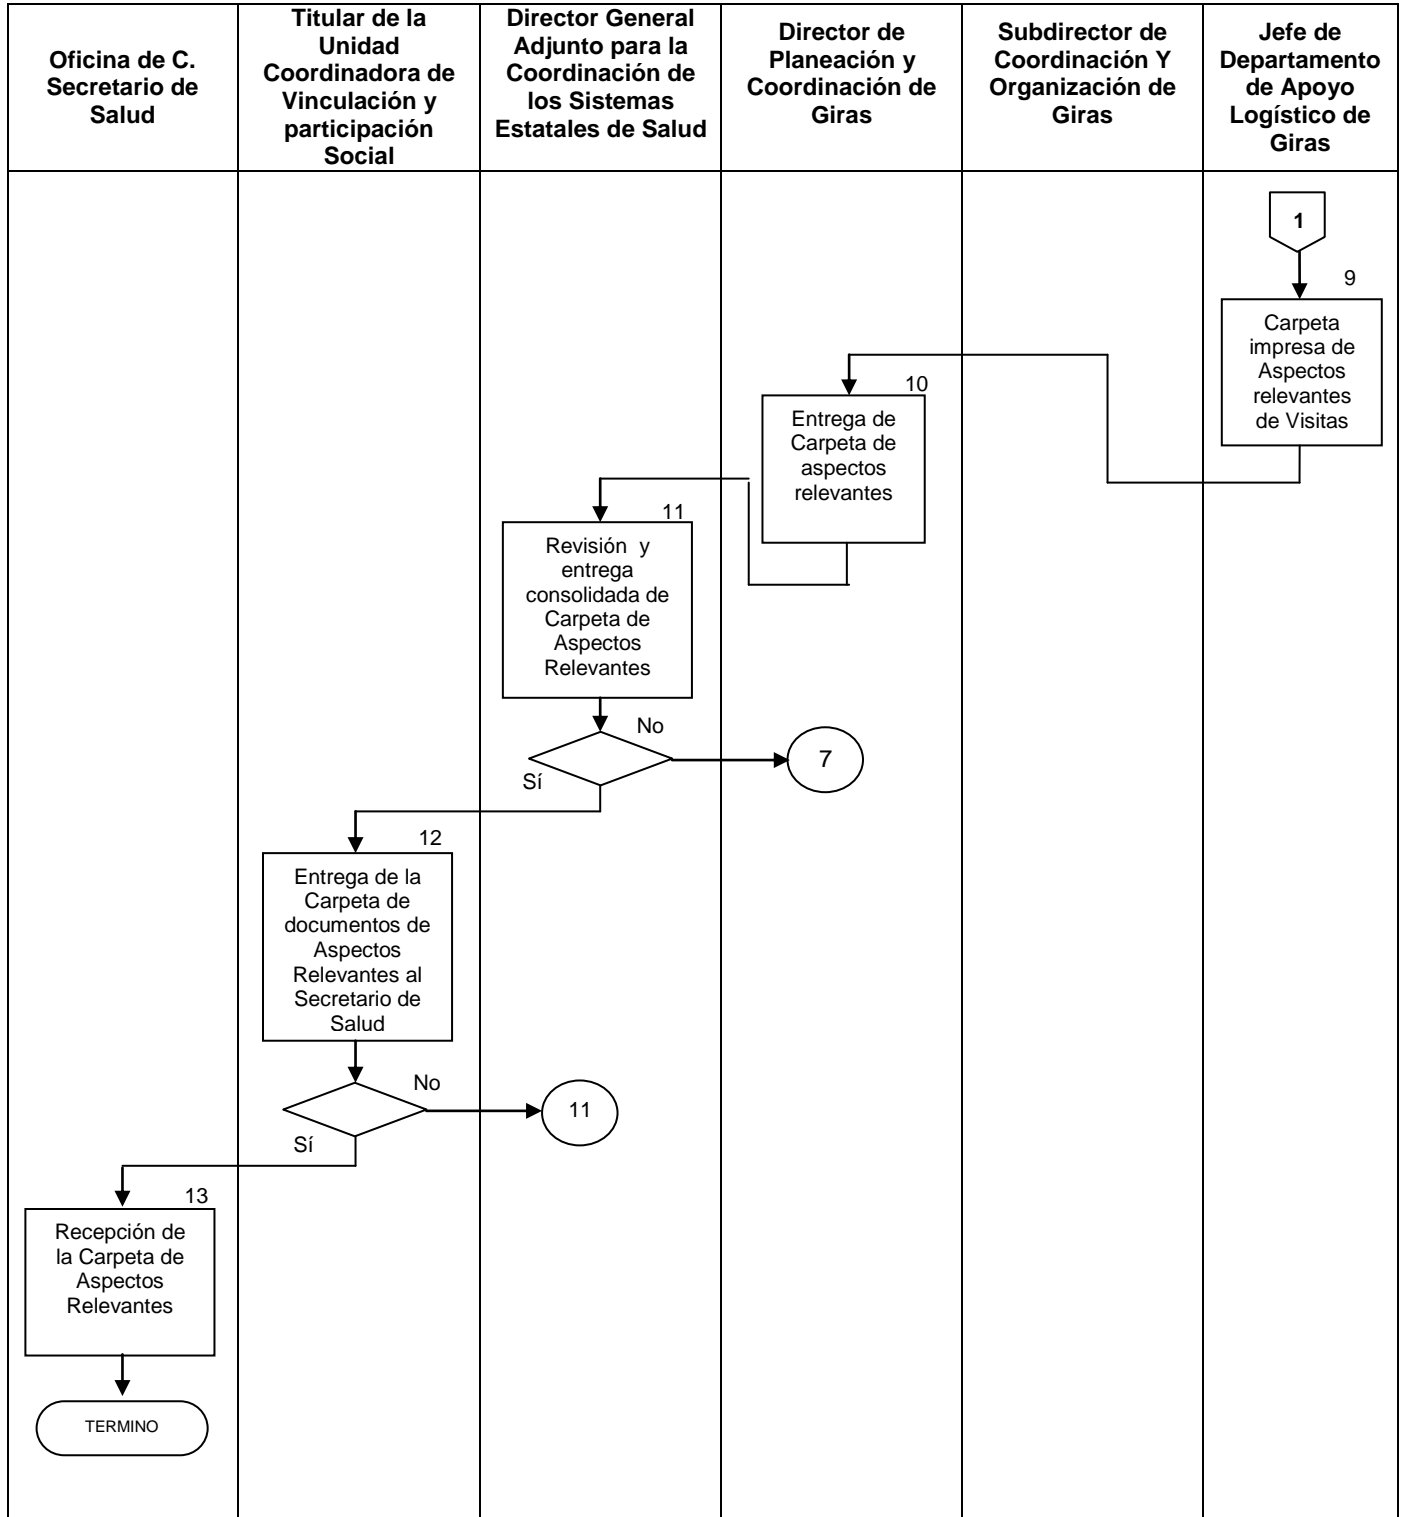 Oficina de C.
Secretario de
Salud
Titular de la
Unidad
Coordinadora de
Vinculación y
participación
Social
Director General
Adjunto para la
Coordinación de
los Sistemas
Estatales de Salud
Director de
Planeación y
Coordinación de
Giras
Subdirector de
Coordinación Y
Organización de
Giras
Jefe de
Departamento
de Apoyo
Logístico de
Giras
1
9
Carpeta
impresa de
Aspectos
relevantes
de Visitas
10
Entrega de
Carpeta de
aspectos
relevantes
11
Revisión y
entrega
consolidada de
Carpeta de
Aspectos
Relevantes
No
7
Sí
12
Entrega de la
Carpeta de
documentos de
Aspectos
Relevantes al
Secretario de
Salud
No
11
Sí
13
Recepción de
la Carpeta de
Aspectos
Relevantes
TERMINO